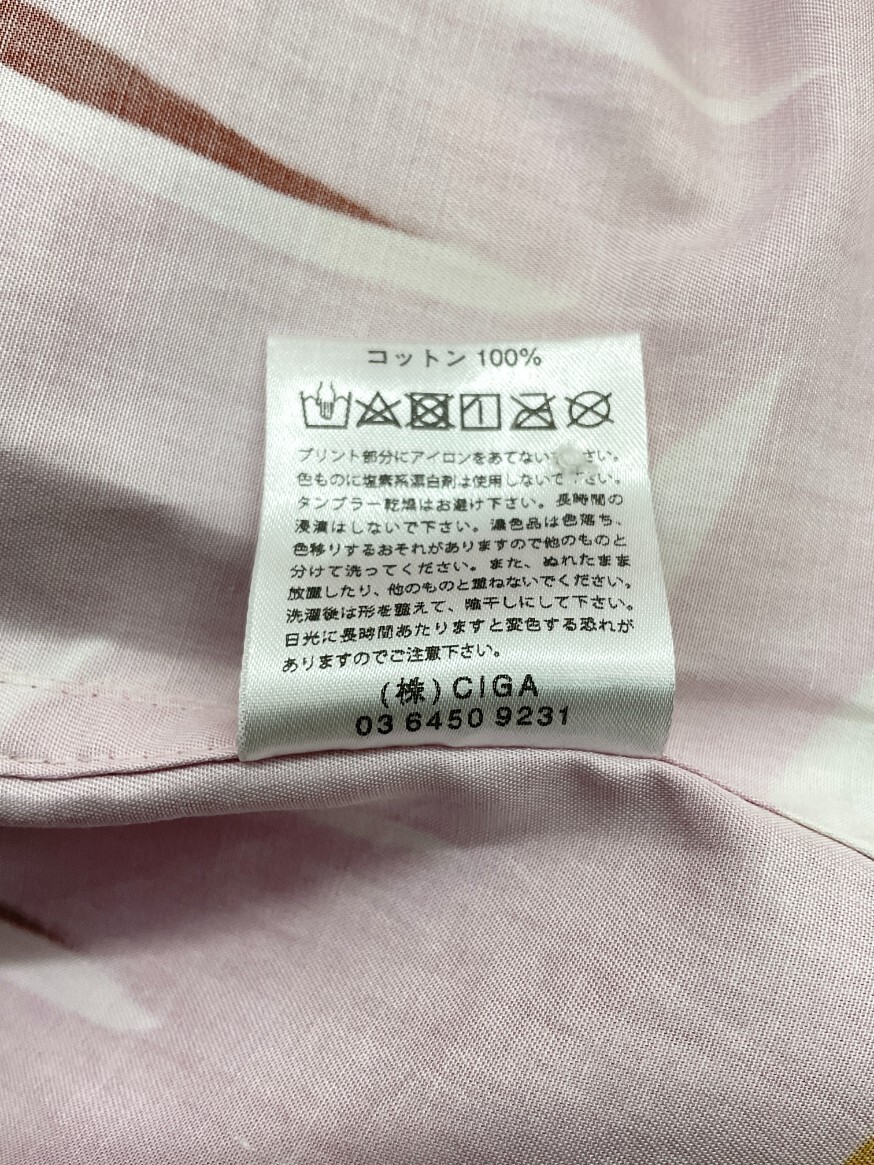 コットン 100%
プリント部分にアイロンをあてない さい。
色ものに塩素系漂白剤は使用しないで さい。
タンブラー乾燥はお避け下さい。長時間の
浸漬はしないで下さい。濃色品は色落ち、
色移りするおそれがありますので他のものと
分けて洗ってください。また、ぬれたまま
放置したり、他のものと重ねないでください。
洗濯後は形を整えて、陰干しにして下さい。
日光に長時間あたりますと変色する恐れが
ありますのでご注意下さい。
(株) CIGA
03 6450 9231